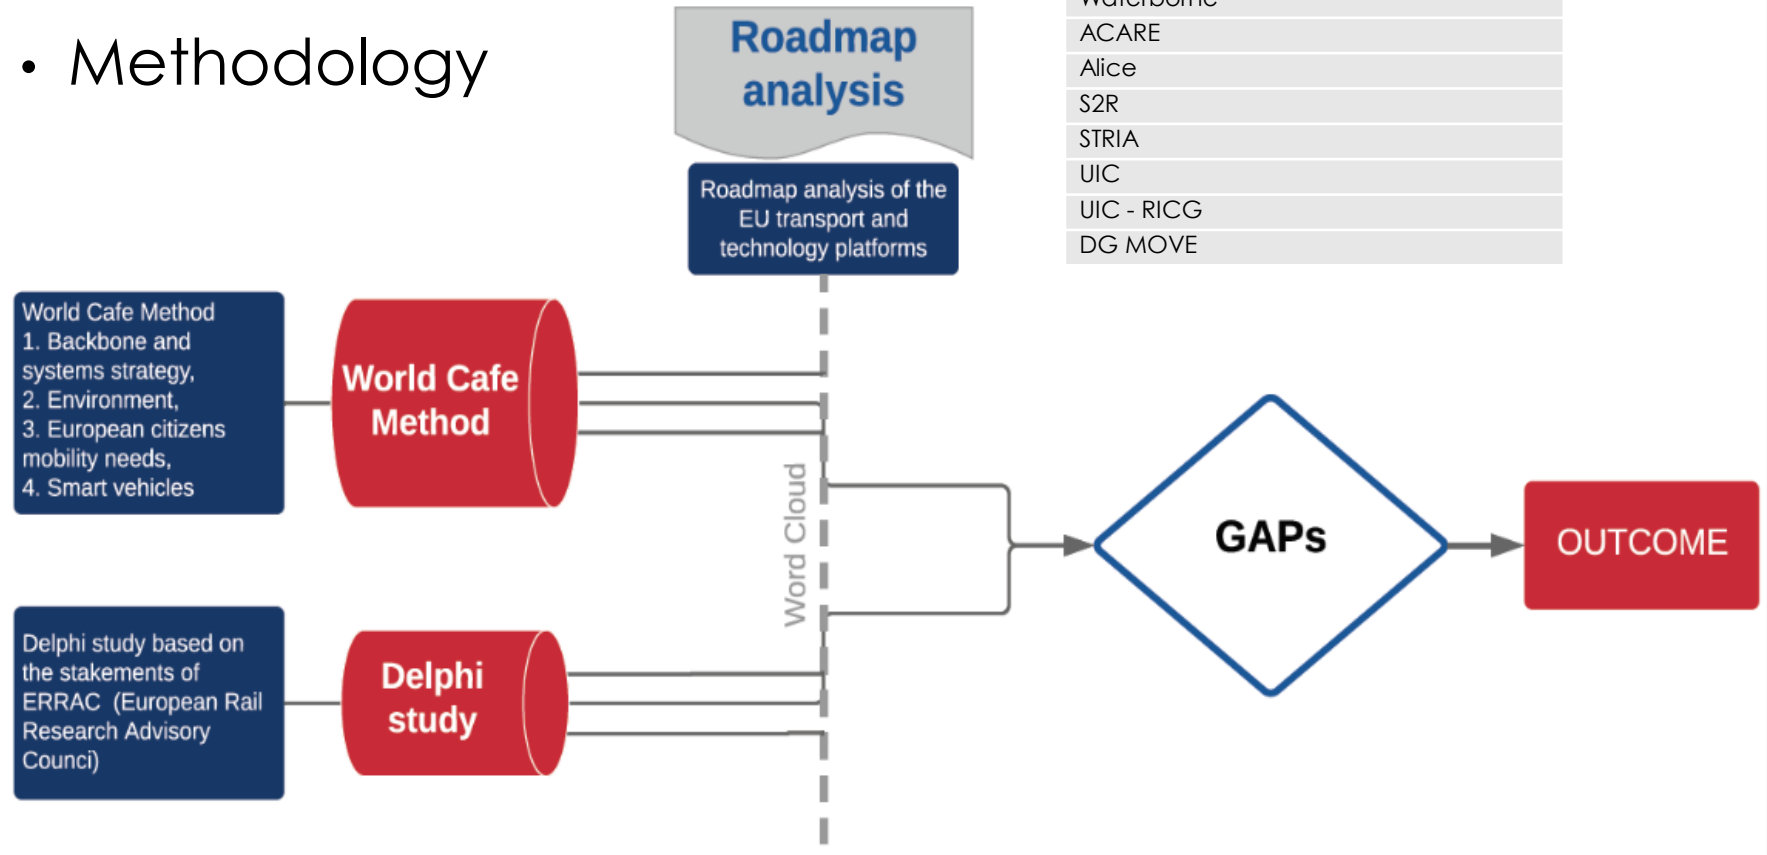 • Methodology
Roadmap
analysis
Roadmap analysis of the
EU transport and
technology platforms
Waterborne
ACARE
Alice
S2R
STRIA
UIC
UIC - RICG
DG MOVE
World Cafe Method
1. Backbone and
systems strategy,
2. Environment,
3. European citizens
mobility needs,
4. Smart vehicles
World Cafe
Method
Word Cloud
GAPs
OUTCOME
Delphi study based on
the stakements of
ERRAC (European Rail
Research Advisory
Counci)
Delphi
study